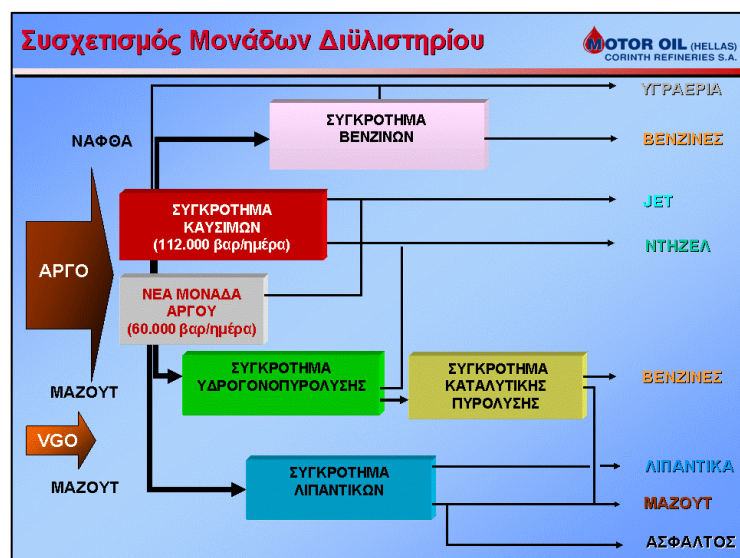 Συσχετισμός Μονάδων Διϋλιστηρίου
MOTOR OIL (HELLAS)
CORINTH REFINERIES S.A.
ΥΓΡΑΕΡΙΑ
ΣΥΓΚΡΟΤΗΜΑ
ΒΕΝΖΙΝΩΝ
ΝΑΦΘΑ
ΒΕΝΖΙΝΕΣ
ΣΥΓΚΡΟΤΗΜΑ
ΚΑΥΣΙΜΩΝ
(112.000 βαρ/ημέρα)
JET
ΝΤΗΖΕΛ
ΑΡΓΟ
ΝΕΑ ΜΟΝΑΔΑ
ΑΡΓΟΥ
(60.000 βαρ/ημέρα)
ΣΥΓΚΡΟΤΗΜΑ
ΥΔΡΟΓΟΝΟΠΥΡΟΛΥΣΗΣ
ΣΥΓΚΡΟΤΗΜΑ
ΚΑΤΑΛΥΤΙΚΗΣ
ΠΥΡΟΛΥΣΗΣ
ΒΕΝΖΙΝΕΣ
ΜΑΖΟΥΤ
VGO
ΜΑΖΟΥΤ
ΣΥΓΚΡΟΤΗΜΑ
ΛΙΠΑΝΤΙΚΩΝ
ΛΙΠΑΝΤΙΚΑ
ΜΑΖΟΥΤ
ΑΣΦΑΛΤΟΣ